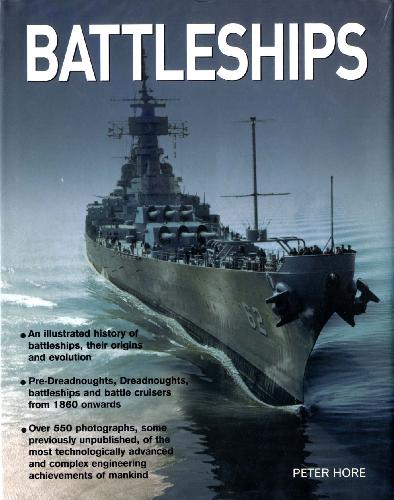 BATTLESHIPS
62
• An illustrated history of
battleships, their origins
and evolution
• Pre-Dreadnoughts, Dreadnoughts,
battleships and battle cruisers
from 1860 onwards
• Over 550 photographs, some
previously unpublished, of the
most technologically advanced
and complex engineering
achievements of mankind
PETER HORE